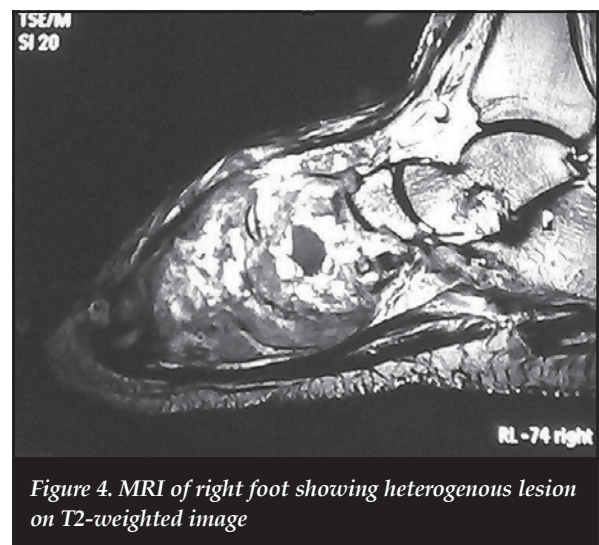 TSE/M
SI 20
RL -74 right
Figure 4. MRI of right foot showing heterogenous lesion
on T2-weighted image